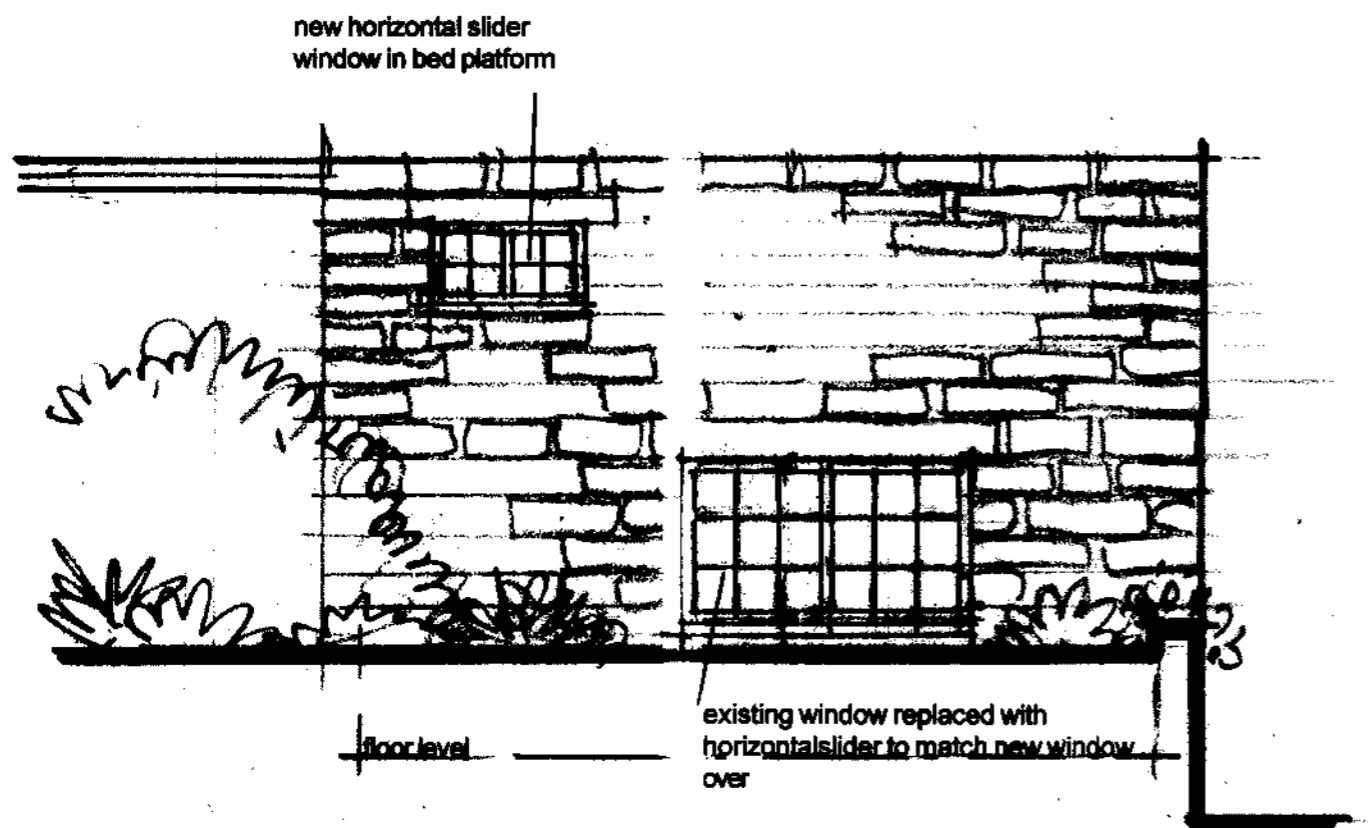 new horizontal slider
window in bed platform
floor level
existing window replaced with
horizontalslider to match new window
over